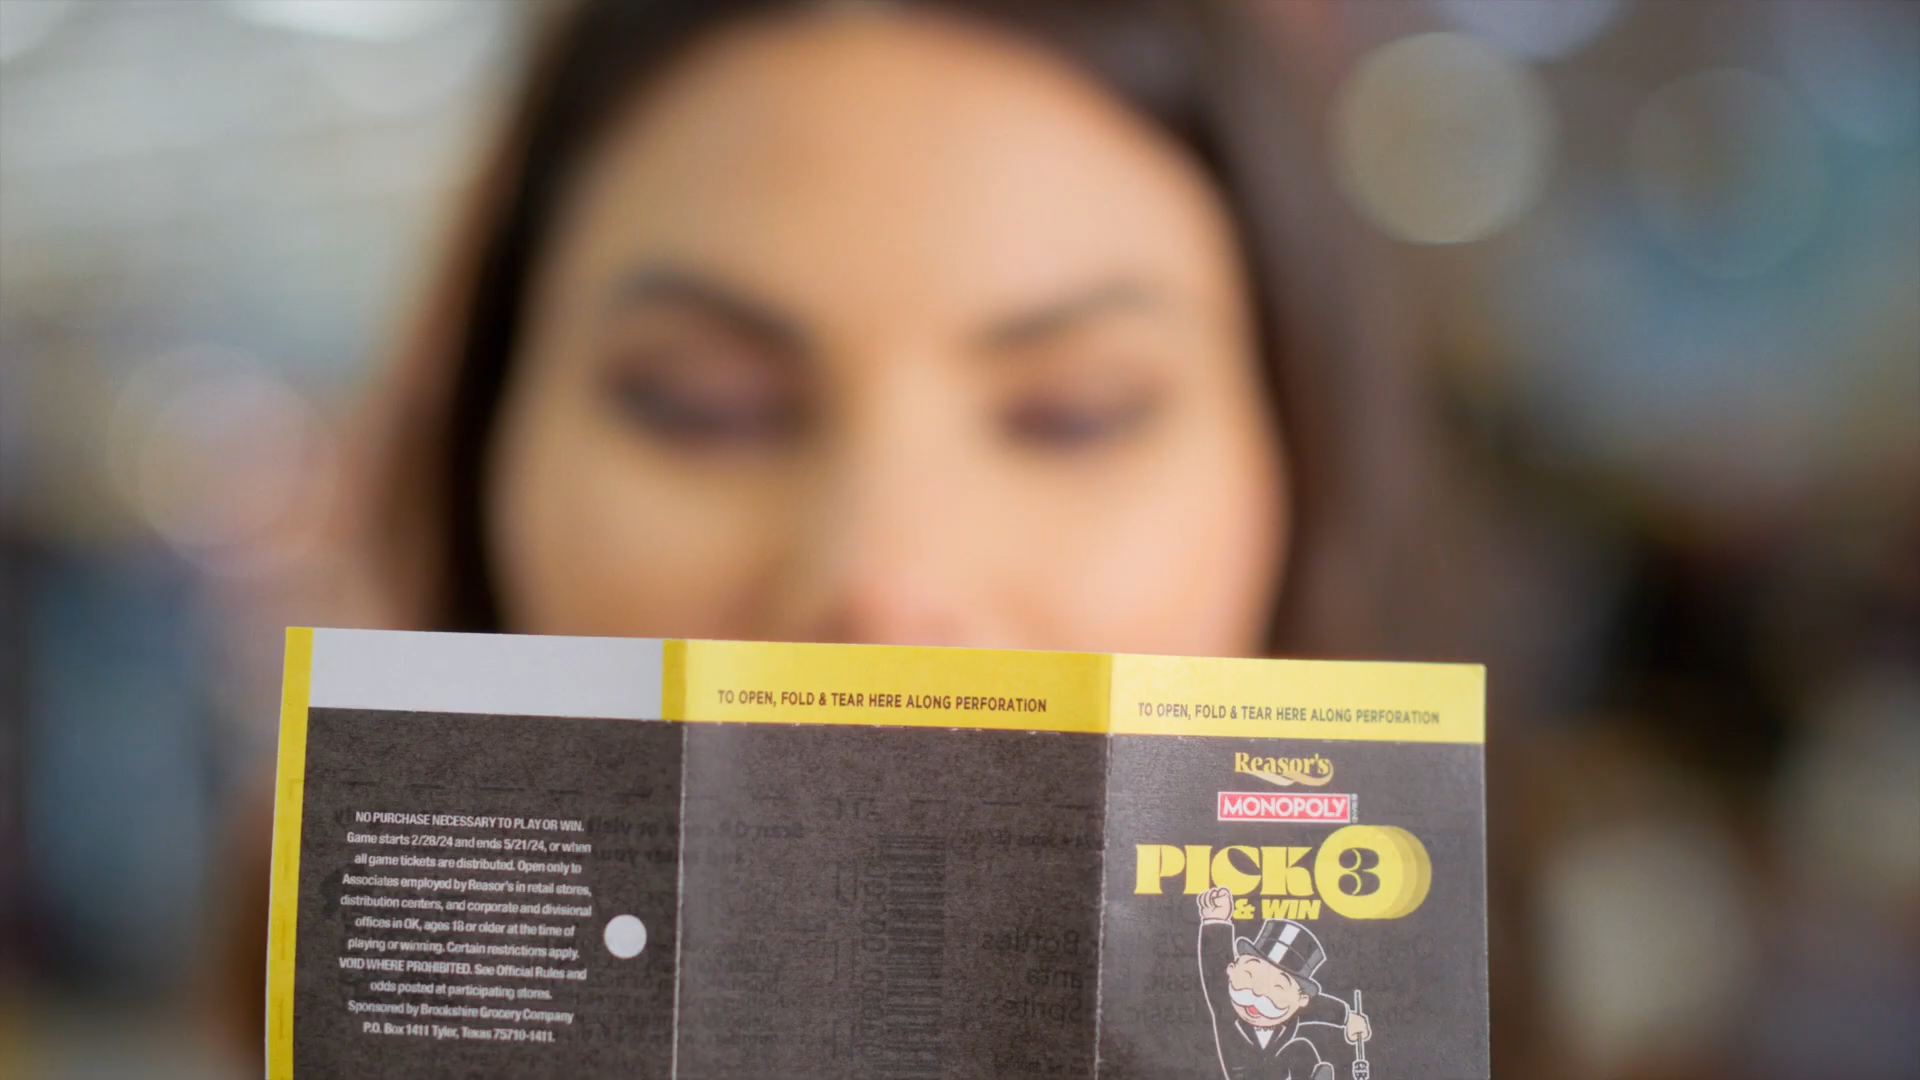 TO OPEN, FOLD & TEAR HERE ALONG PERFORATION
TO OPEN, FOLD & TEAR HERE ALONG PERFORATION
NO PURCHASE NECESSARY TO PLAY OR WIN.
Game starts 2/28/24 and ends 5/21/24, or when
all game tickets are distributed. Open only to
Associates employed by Reasor's in retail stores,
distribution centers, and corporate and divisional
offices in OK, ages 18 or older at the time of
playing or winning. Certain restrictions apply.
VOID WHERE PROHIBITED. See Official Rules and
odds posted at participating stores.
Sponsored by Brookshire Grocery Company
P.O. Box 1411 Tyler, Texas 75710-1411.
Reasor's
MONOPOLY
PICK 3
& WIN